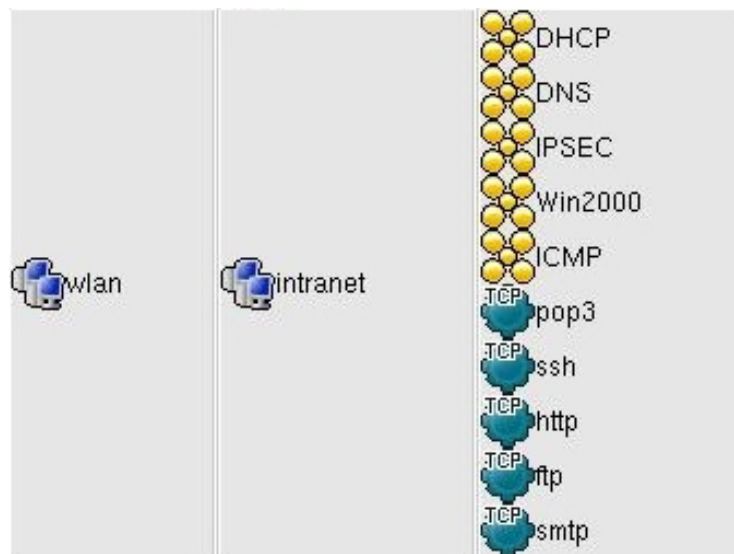 DHCP
DNS
IPSEC
Win2000
ICMP
wlan
intranet
TCP
pop3
TCP
ssh
TCP
http
TCP
ftp
TCP
smtp